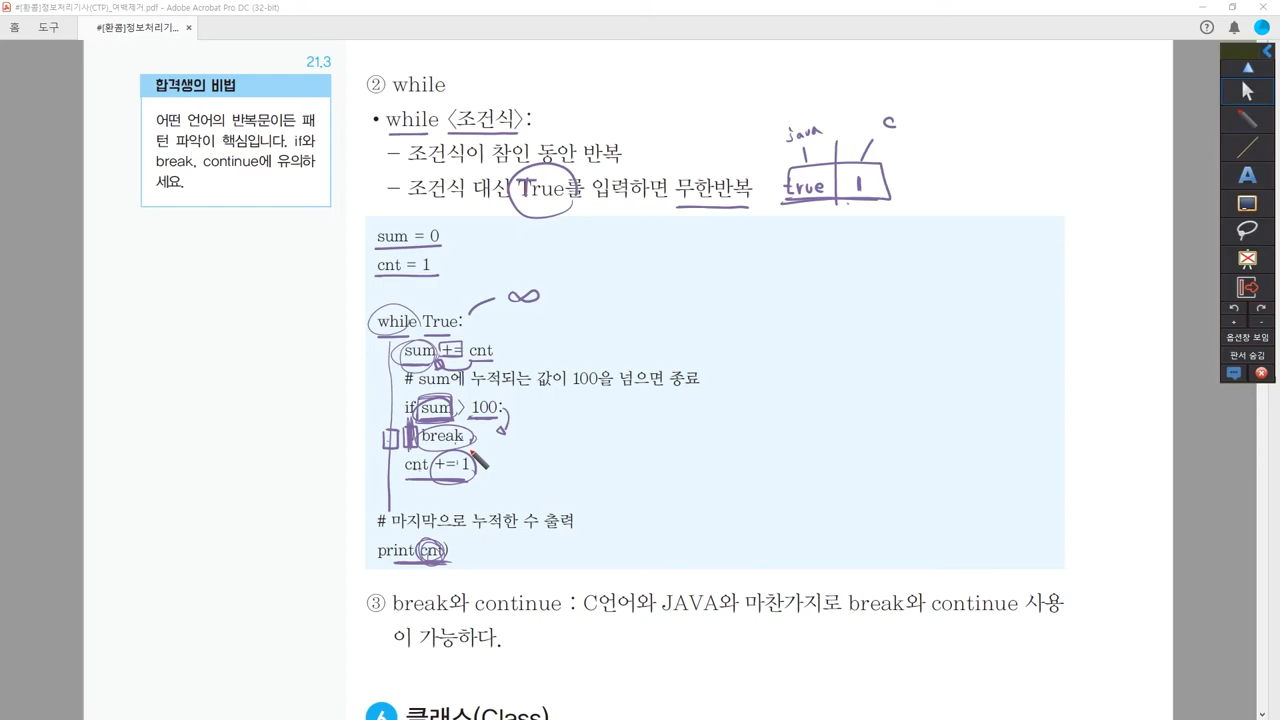 #[환콤]정보처리기사(CTP)_여백제거.pdf - Adobe Acrobat Pro DC (32-bit)
홈 도구 #[환콤]정보처리기... ×
21.3
합격생의 비법
어떤 언어의 반복문이든 패
턴 파악이 핵심입니다. if와
break, continue에 유의하
세요.
② while
• while 〈조건식〉:
− 조건식이 참인 동안 반복
− 조건식 대신 True를 입력하면 무한반복
java C
true 1
sum = 0
cnt = 1
∞
while True:
sum += cnt
# sum에 누적되는 값이 100을 넘으면 종료
if sum > 100:
break
cnt += 1
# 마지막으로 누적한 수 출력
print(cnt)
③ break와 continue : C언어와 JAVA와 마찬가지로 break와 continue 사용
이 가능하다.
6 클래스(Class)
옵션창 보임
판서 숨김